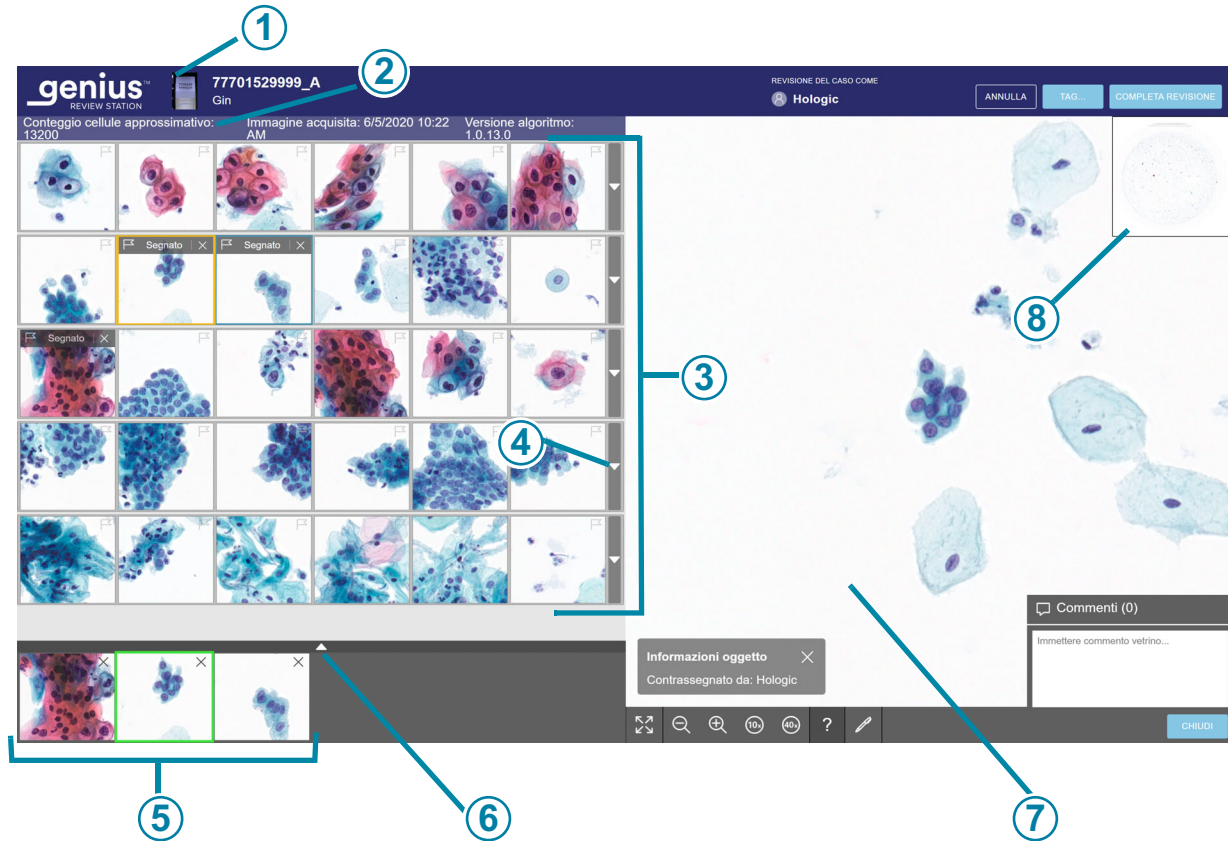 1
2
genius™
REVIEW STATION
77701529999_A
Gin
REVISIONE DEL CASO COME
Hologic
ANNULLA
TAG...
COMPLETA REVISIONE
Conteggio cellule approssimativo:
13200
Immagine acquisita: 6/5/2020 10:22
AM
Versione algoritmo:
1.0.13.0
Segnato
Segnato
8
Segnato
3
4
Commenti (0)
Immettere commento vetrino...
Informazioni oggetto
Contrassegnato da: Hologic
10x
40x
?
CHIUDI
5
6
7